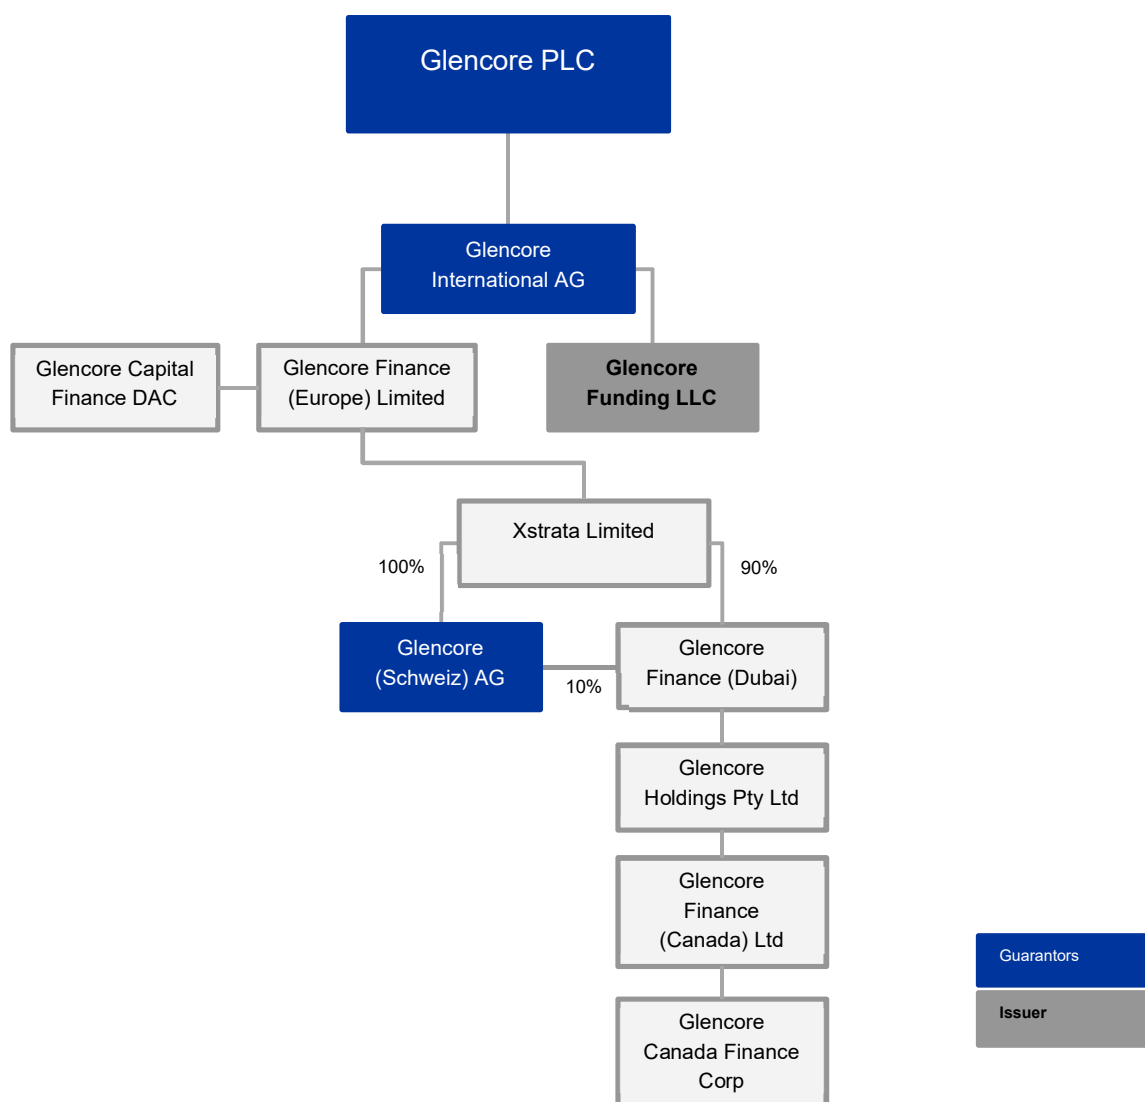 Glencore PLC
Glencore
International AG
Glencore Capital
Finance DAC
Glencore Finance
(Europe) Limited
Glencore
Funding LLC
Xstrata Limited
100%
90%
Glencore
(Schweiz) AG
10%
Glencore
Finance (Dubai)
Glencore
Holdings Pty Ltd
Glencore
Finance
(Canada) Ltd
Guarantors
Issuer
Glencore
Canada Finance
Corp